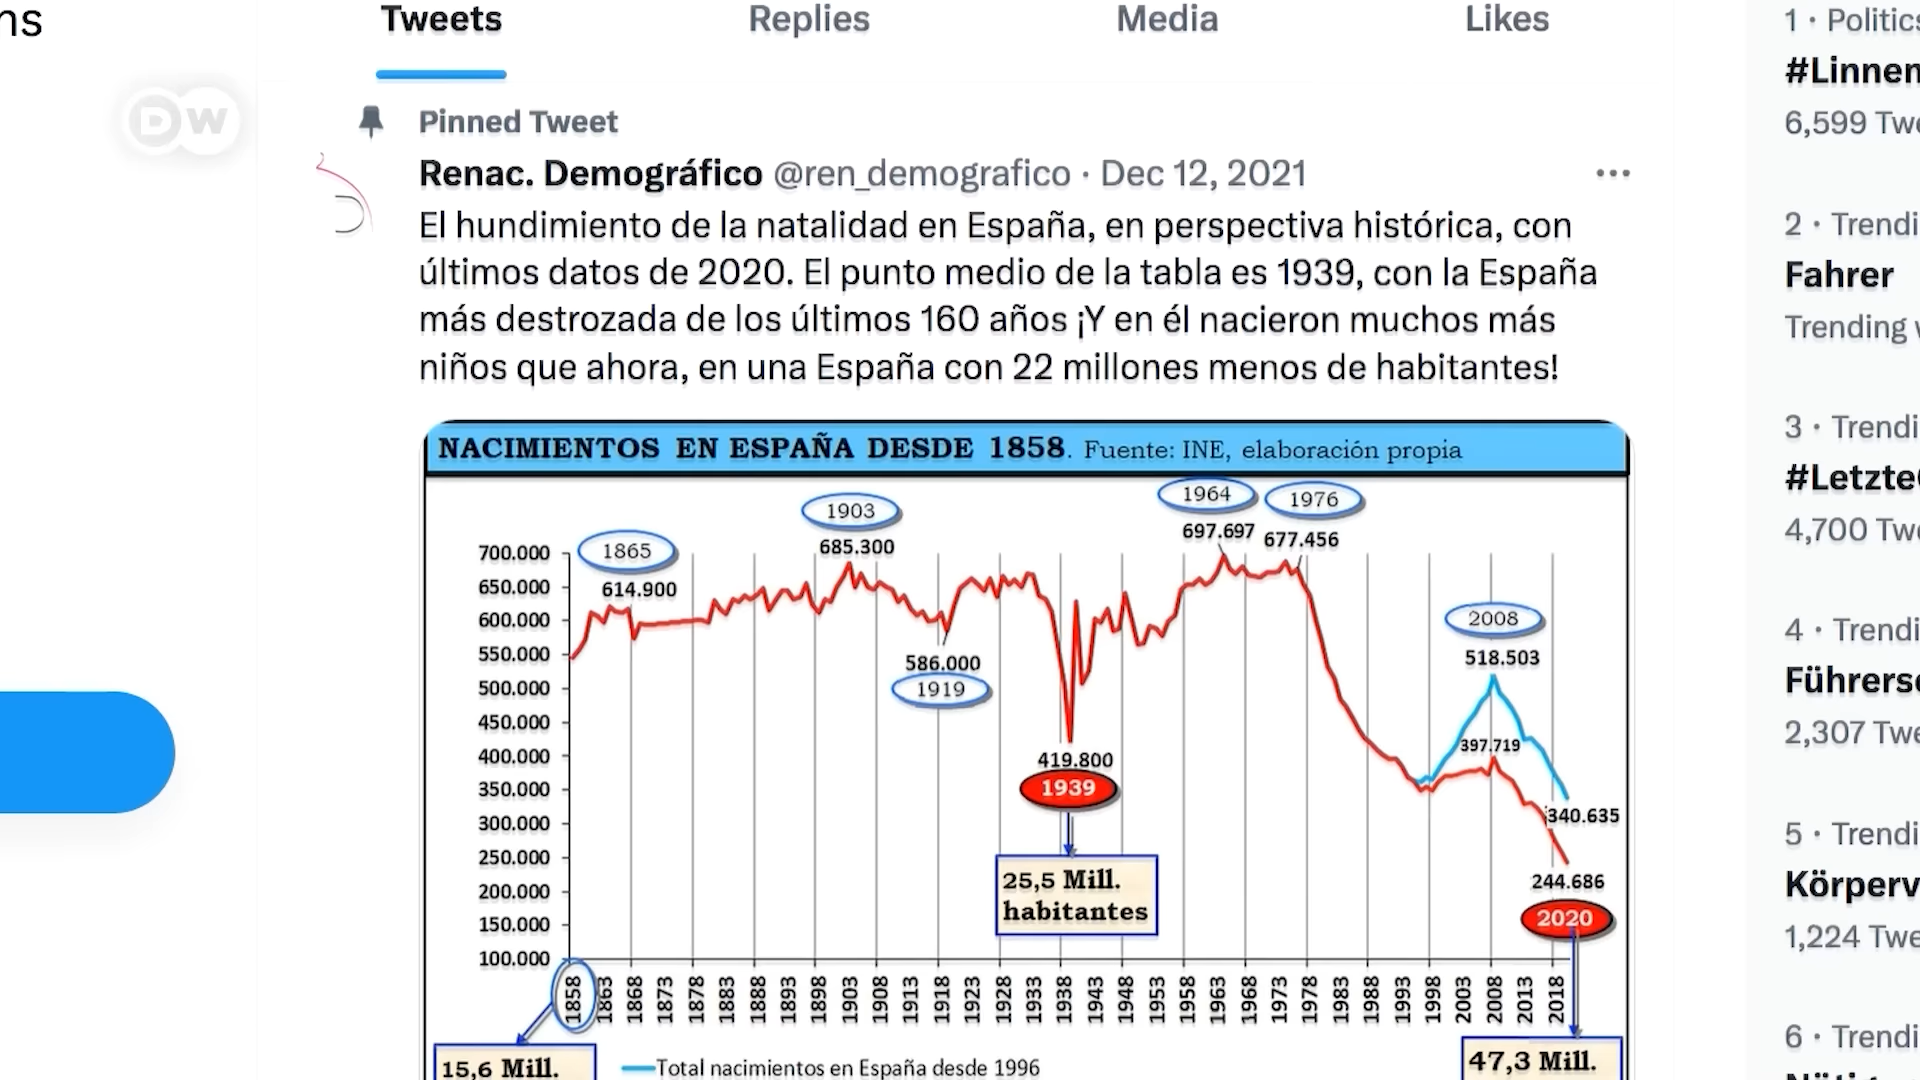 Tweets Replies Media Likes
DW
Pinned Tweet
Renac. Demográfico @ren_demografico · Dec 12, 2021
El hundimiento de la natalidad en España, en perspectiva histórica, con
últimos datos de 2020. El punto medio de la tabla es 1939, con la España
más destrozada de los últimos 160 años ¡Y en él nacieron muchos más
niños que ahora, en una España con 22 millones menos de habitantes!
NACIMIENTOS EN ESPAÑA DESDE 1858. Fuente: INE, elaboración propia
1865
614.900
1903
685.300
586.000
1919
1964
697.697
1976
677.456
2008
518.503
397.719
419.800
1939
25,5 Mill.
habitantes
340.635
244.686
2020
700.000
650.000
600.000
550.000
500.000
450.000
400.000
350.000
300.000
250.000
200.000
150.000
100.000
1858 1863 1868 1873 1878 1883 1888 1893 1898 1903 1908 1913 1918 1923 1928 1933 1938 1943 1948 1953 1958 1963 1968 1973 1978 1983 1988 1993 1998 2003 2008 2013 2018
15,6 Mill.
Total nacimientos en España desde 1996
47,3 Mill.
1 · Politics
#Linnen
6,599 Twe
2 · Trendi
Fahrer
Trending
3 · Trendi
#Letzte
4,700 Twe
4 · Trendi
Führers
2,307 Twe
5 · Trendi
Körperv
1,224 Twe
6 · Trendi